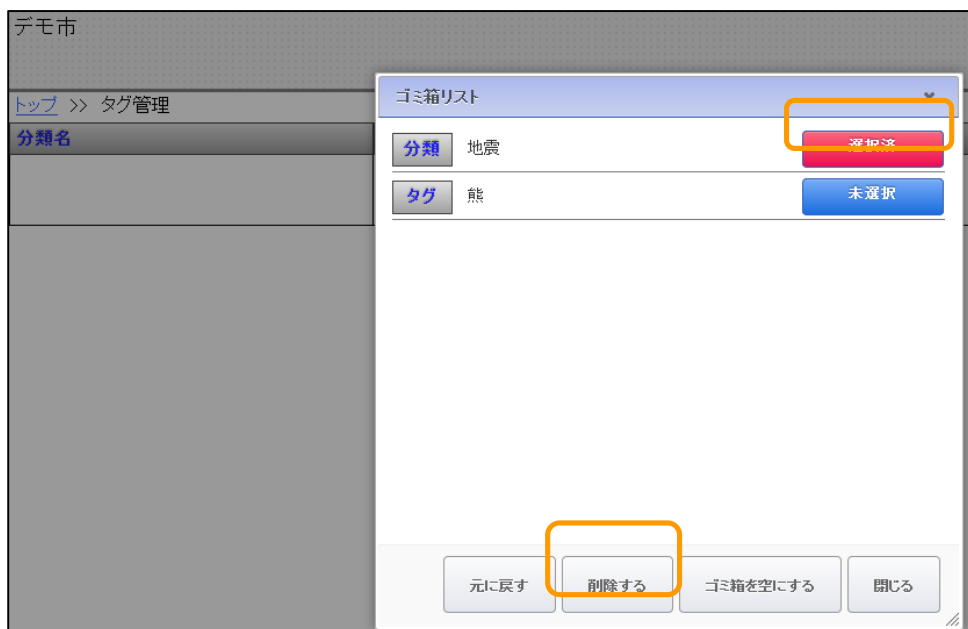 デモ市
トップ >> タグ管理
分類名
ゴミ箱リスト
分類 地震 選択済
タグ 熊 未選択
元に戻す 削除する ゴミ箱を空にする 閉じる